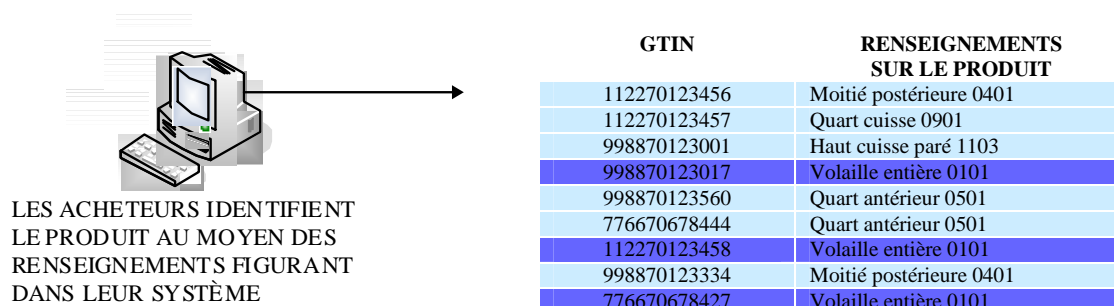 GTIN RENSEIGNEMENTS
SUR LE PRODUIT
112270123456 Moitié postérieure 0401
112270123457 Quart cuisse 0901
998870123001 Haut cuisse paré 1103
998870123017 Volaille entière 0101
998870123560 Quart antérieur 0501
776670678444 Quart antérieur 0501
112270123458 Volaille entière 0101
998870123334 Moitié postérieure 0401
776670678427 Volaille entière 0101
LES ACHETEURS IDENTIFIENT
LE PRODUIT AU MOYEN DES
RENSEIGNEMENTS FIGURANT
DANS LEUR SYSTÈME